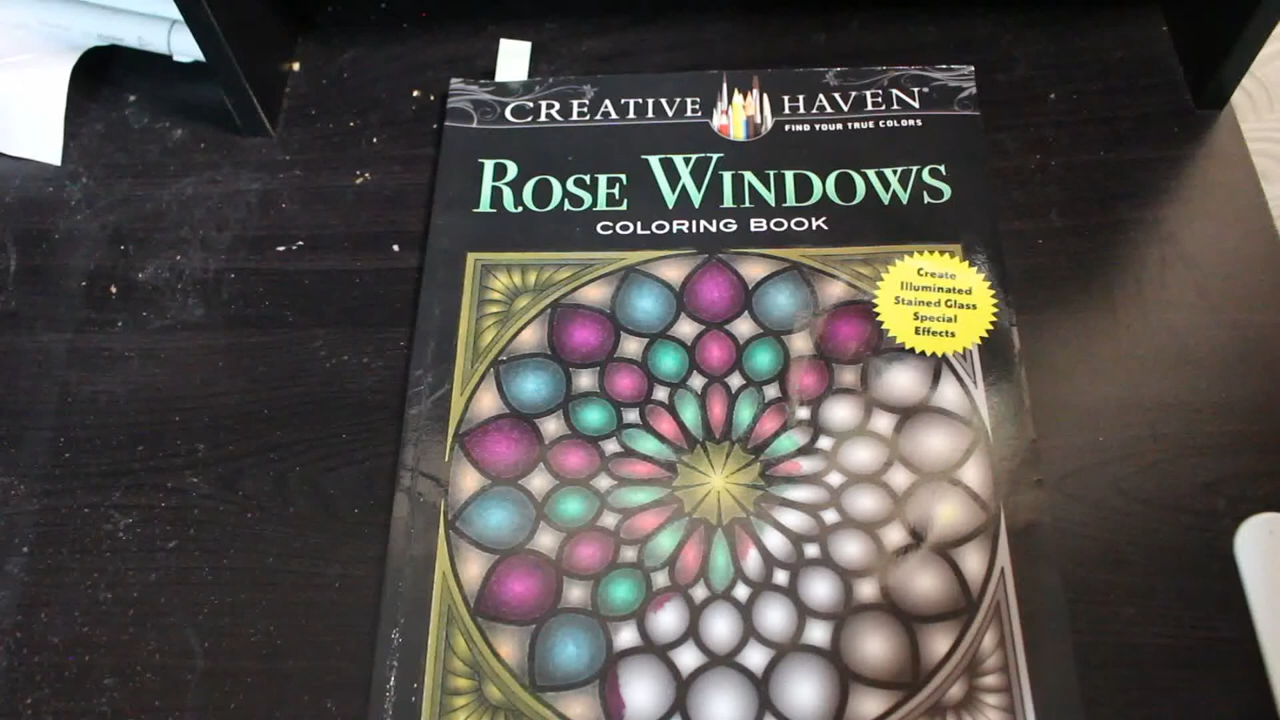 CREATIVE HAVEN®
FIND YOUR TRUE COLORS
ROSE WINDOWS
COLORING BOOK
Create
Illuminated
Stained Glass
Special
Effects